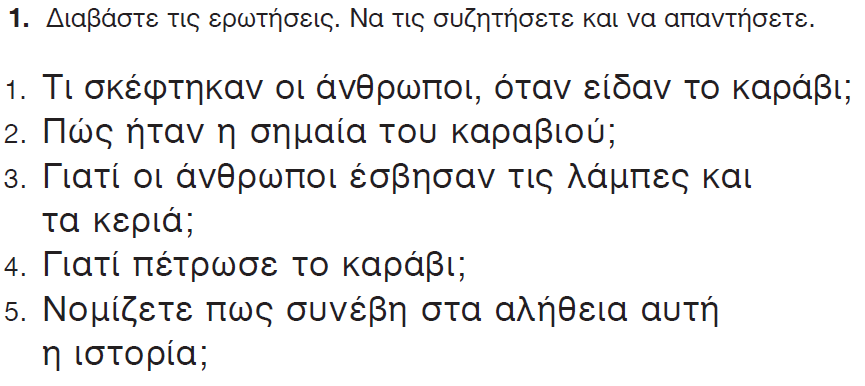 1. Διαβάστε τις ερωτήσεις. Να τις συζητήσετε και να απαντήσετε.
1. Τι σκέφτηκαν οι άνθρωποι, όταν είδαν το καράβι;
2. Πώς ήταν η σημαία του καραβιού;
3. Γιατί οι άνθρωποι έσβησαν τις λάμπες και
τα κεριά;
4. Γιατί πέτρωσε το καράβι;
5. Νομίζετε πως συνέβη στα αλήθεια αυτή
η ιστορία;